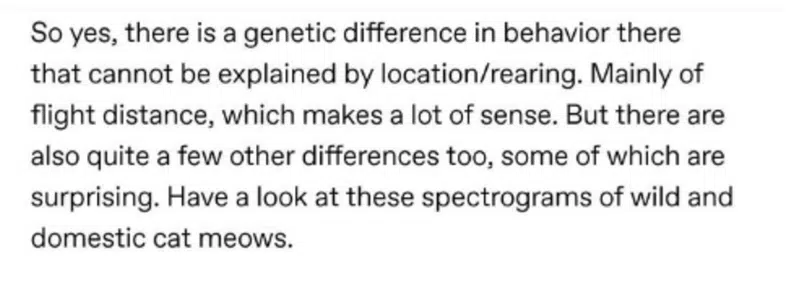 So yes, there is a genetic difference in behavior there
that cannot be explained by location/rearing. Mainly of
flight distance, which makes a lot of sense. But there are
also quite a few other differences too, some of which are
surprising. Have a look at these spectrograms of wild and
domestic cat meows.